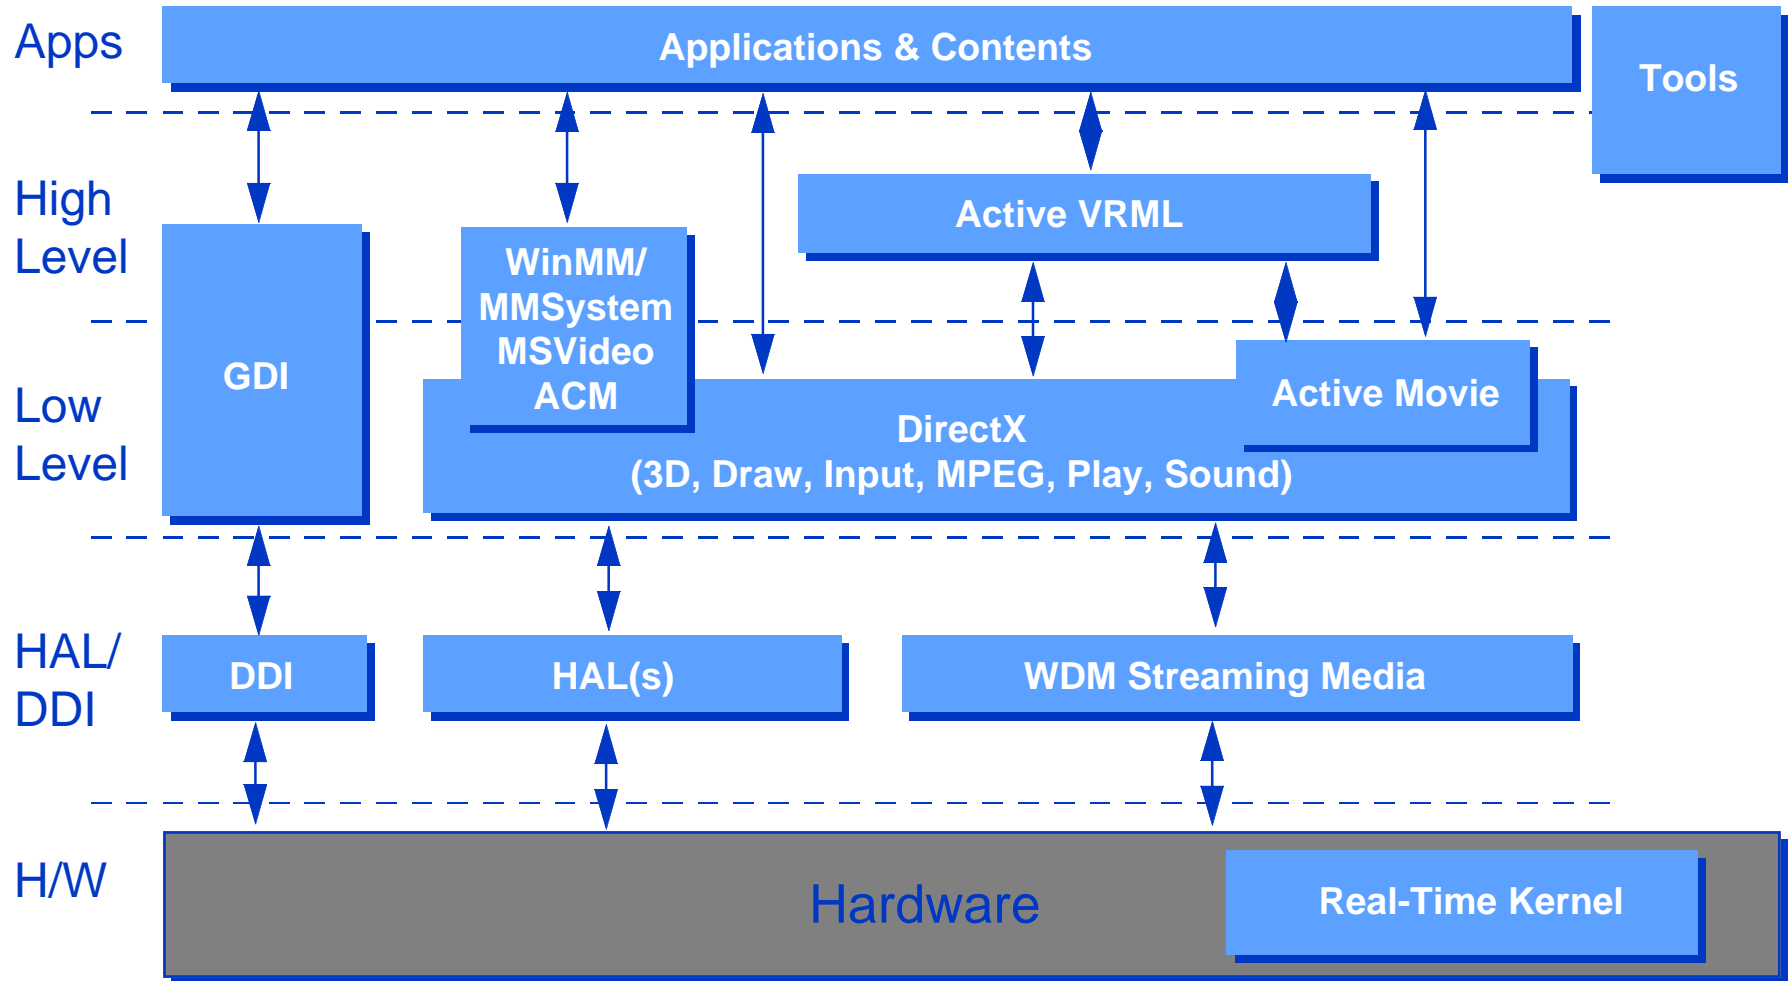 Apps
Applications & Contents
Tools
High
Level
Active VRML
WinMM/
MMSystem
MSVideo
ACM
GDI
Low
Level
Active Movie
DirectX
(3D, Draw, Input, MPEG, Play, Sound)
HAL/
DDI
DDI
HAL(s)
WDM Streaming Media
H/W
Hardware
Real-Time Kernel